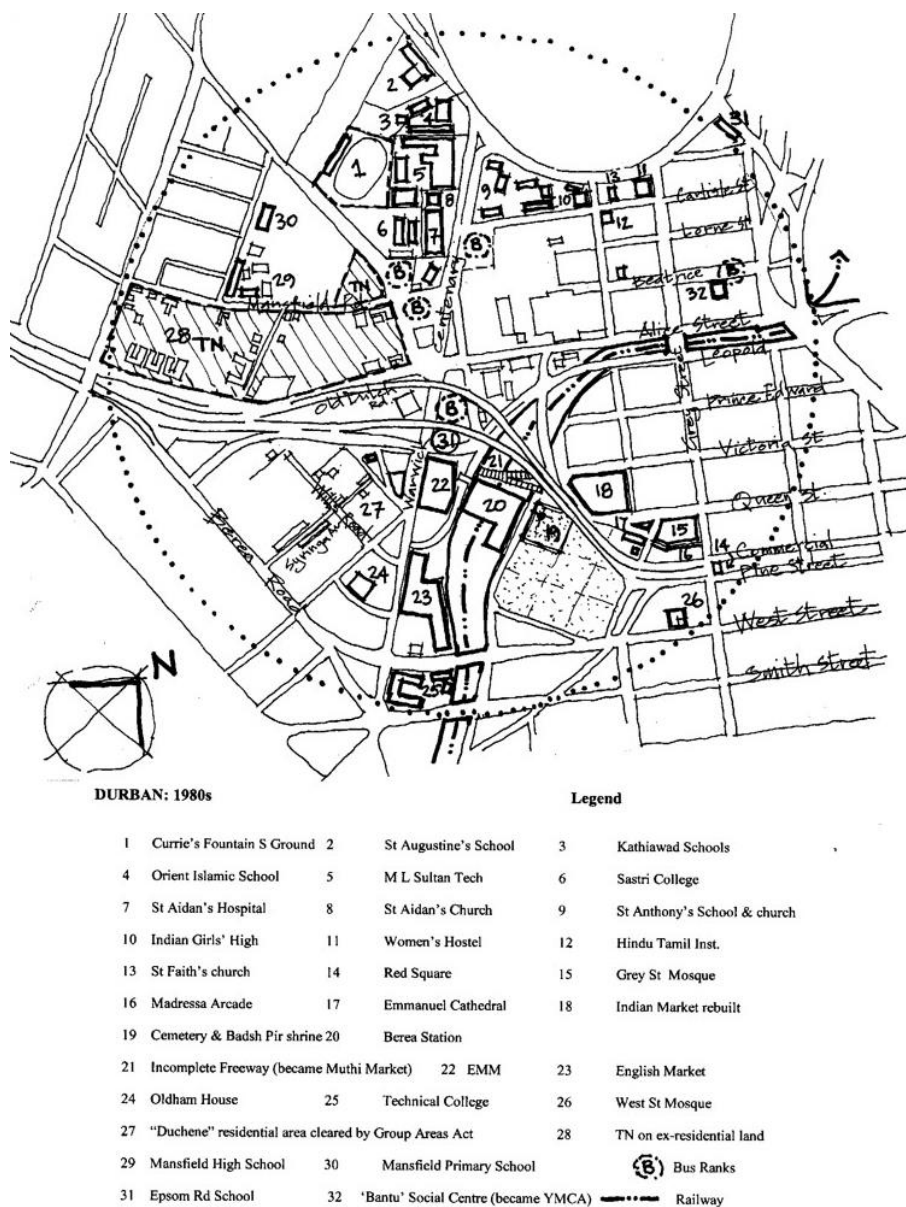 2
31
3
4
1
5
13
11
9
8
10
Carlisle St
30
6
7
12
Lorne St
B
B
Beatrice
B
29
TN
32
Mansfield
B
Centenary
28 TN
Alice Street
Leopold
Old Dutch Rd.
Grey Street
Prince Edward
B
31
Victoria St
Warwick
21
22
20
18
27
Queen St
19
17
15
14
Syringa Ave
16
Commercial
Berea Road
24
Pine Street
23
26
West Street
Smith Street
N
25
DURBAN: 1980s Legend
1 Currie's Fountain S Ground 2 St Augustine's School 3 Kathiawad Schools
4 Orient Islamic School 5 M L Sultan Tech 6 Sastri College
7 St Aidan's Hospital 8 St Aidan's Church 9 St Anthony's School & church
10 Indian Girls' High 11 Women's Hostel 12 Hindu Tamil Inst.
13 St Faith's church 14 Red Square 15 Grey St Mosque
16 Madressa Arcade 17 Emmanuel Cathedral 18 Indian Market rebuilt
19 Cemetery & Badsh Pir shrine 20 Berea Station
21 Incomplete Freeway (became Muthi Market) 22 EMM 23 English Market
24 Oldham House 25 Technical College 26 West St Mosque
27 "Duchene" residential area cleared by Group Areas Act 28 TN on ex-residential land
29 Mansfield High School 30 Mansfield Primary School B Bus Ranks
31 Epsom Rd School 32 'Bantu' Social Centre (became YMCA) Railway